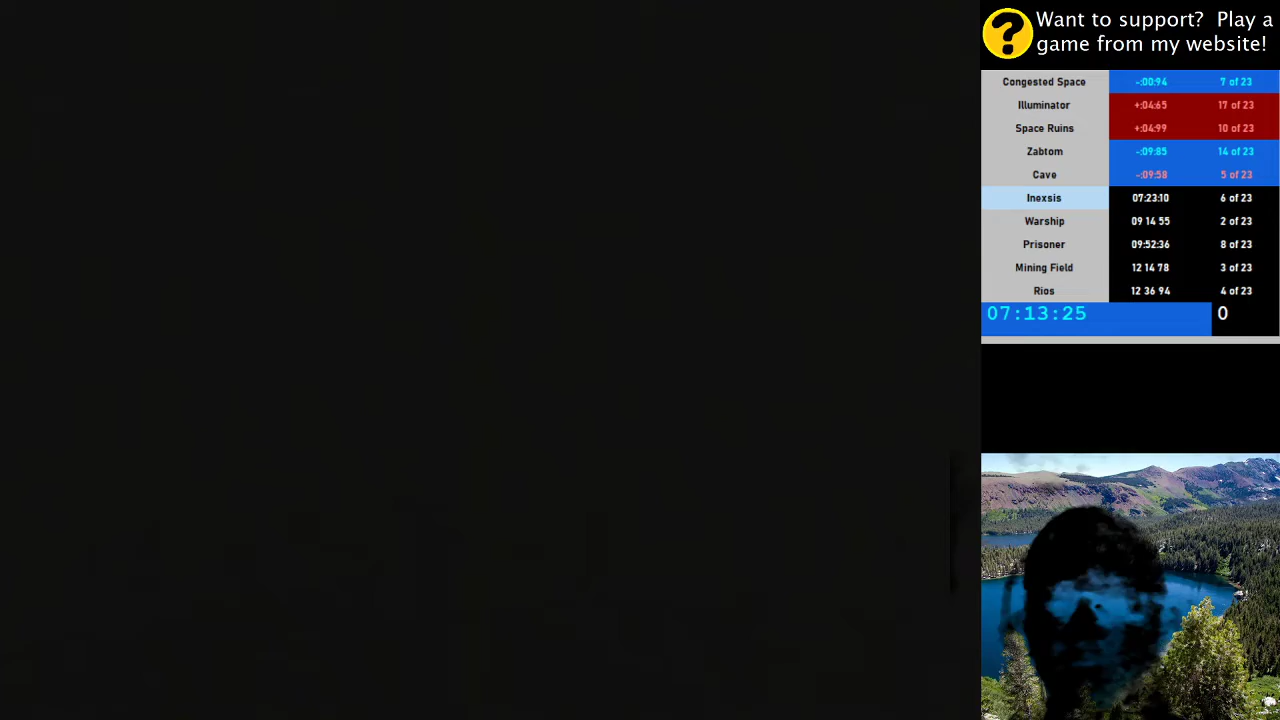 Want to support? Play a
game from my website!
Congested Space -:00:94 7 of 23
Illuminator +:04:65 17 of 23
Space Ruins +:04:99 10 of 23
Zabtom -:09:85 14 of 23
Cave -:09:58 5 of 23
Inexsis 07:23:10 6 of 23
Warship 09 14 55 2 of 23
Prisoner 09:52:36 8 of 23
Mining Field 12 14 78 3 of 23
Rios 12 36 94 4 of 23
07:13:25 0